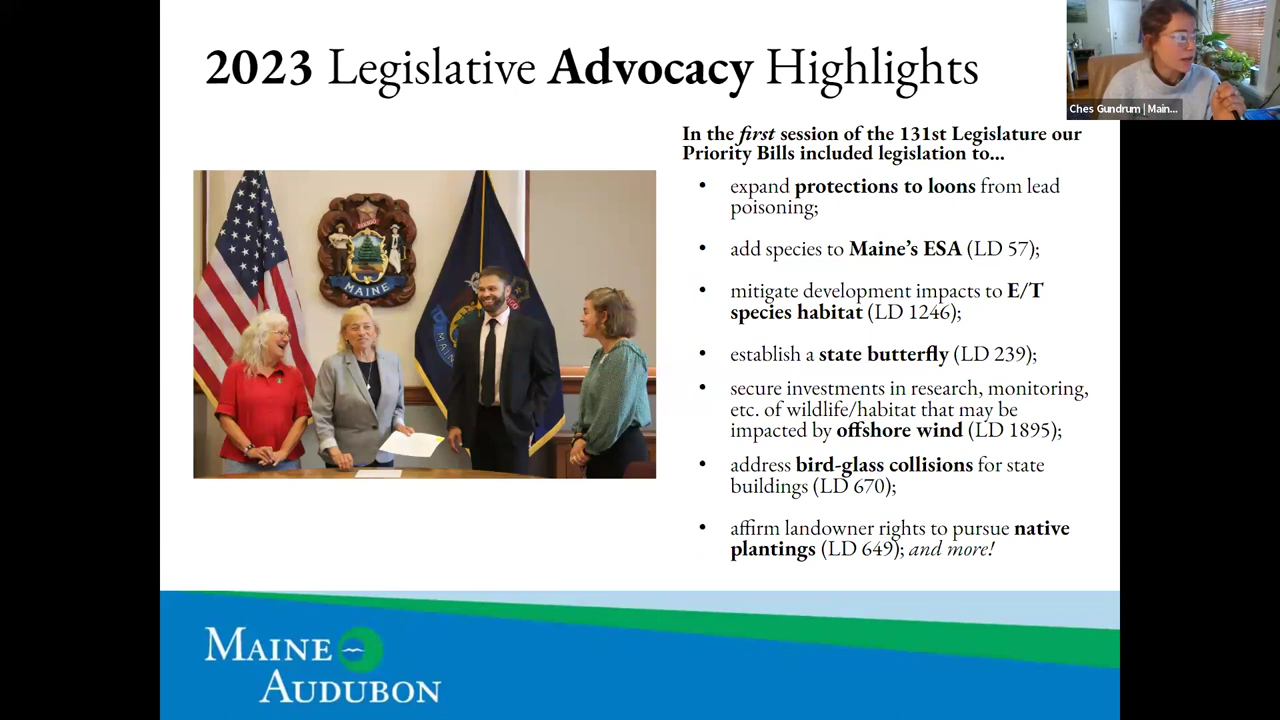 2023 Legislative Advocacy Highlights
Ches Gundrum | Main...
In the first session of the 131st Legislature our
Priority Bills included legislation to...
• expand protections to loons from lead
poisoning;
• add species to Maine's ESA (LD 57);
• mitigate development impacts to E/T
species habitat (LD 1246);
• establish a state butterfly (LD 239);
• secure investments in research, monitoring,
etc. of wildlife/habitat that may be
impacted by offshore wind (LD 1895);
• address bird-glass collisions for state
buildings (LD 670);
• affirm landowner rights to pursue native
plantings (LD 649); and more!
MAINE
MAINE
AUDUBON